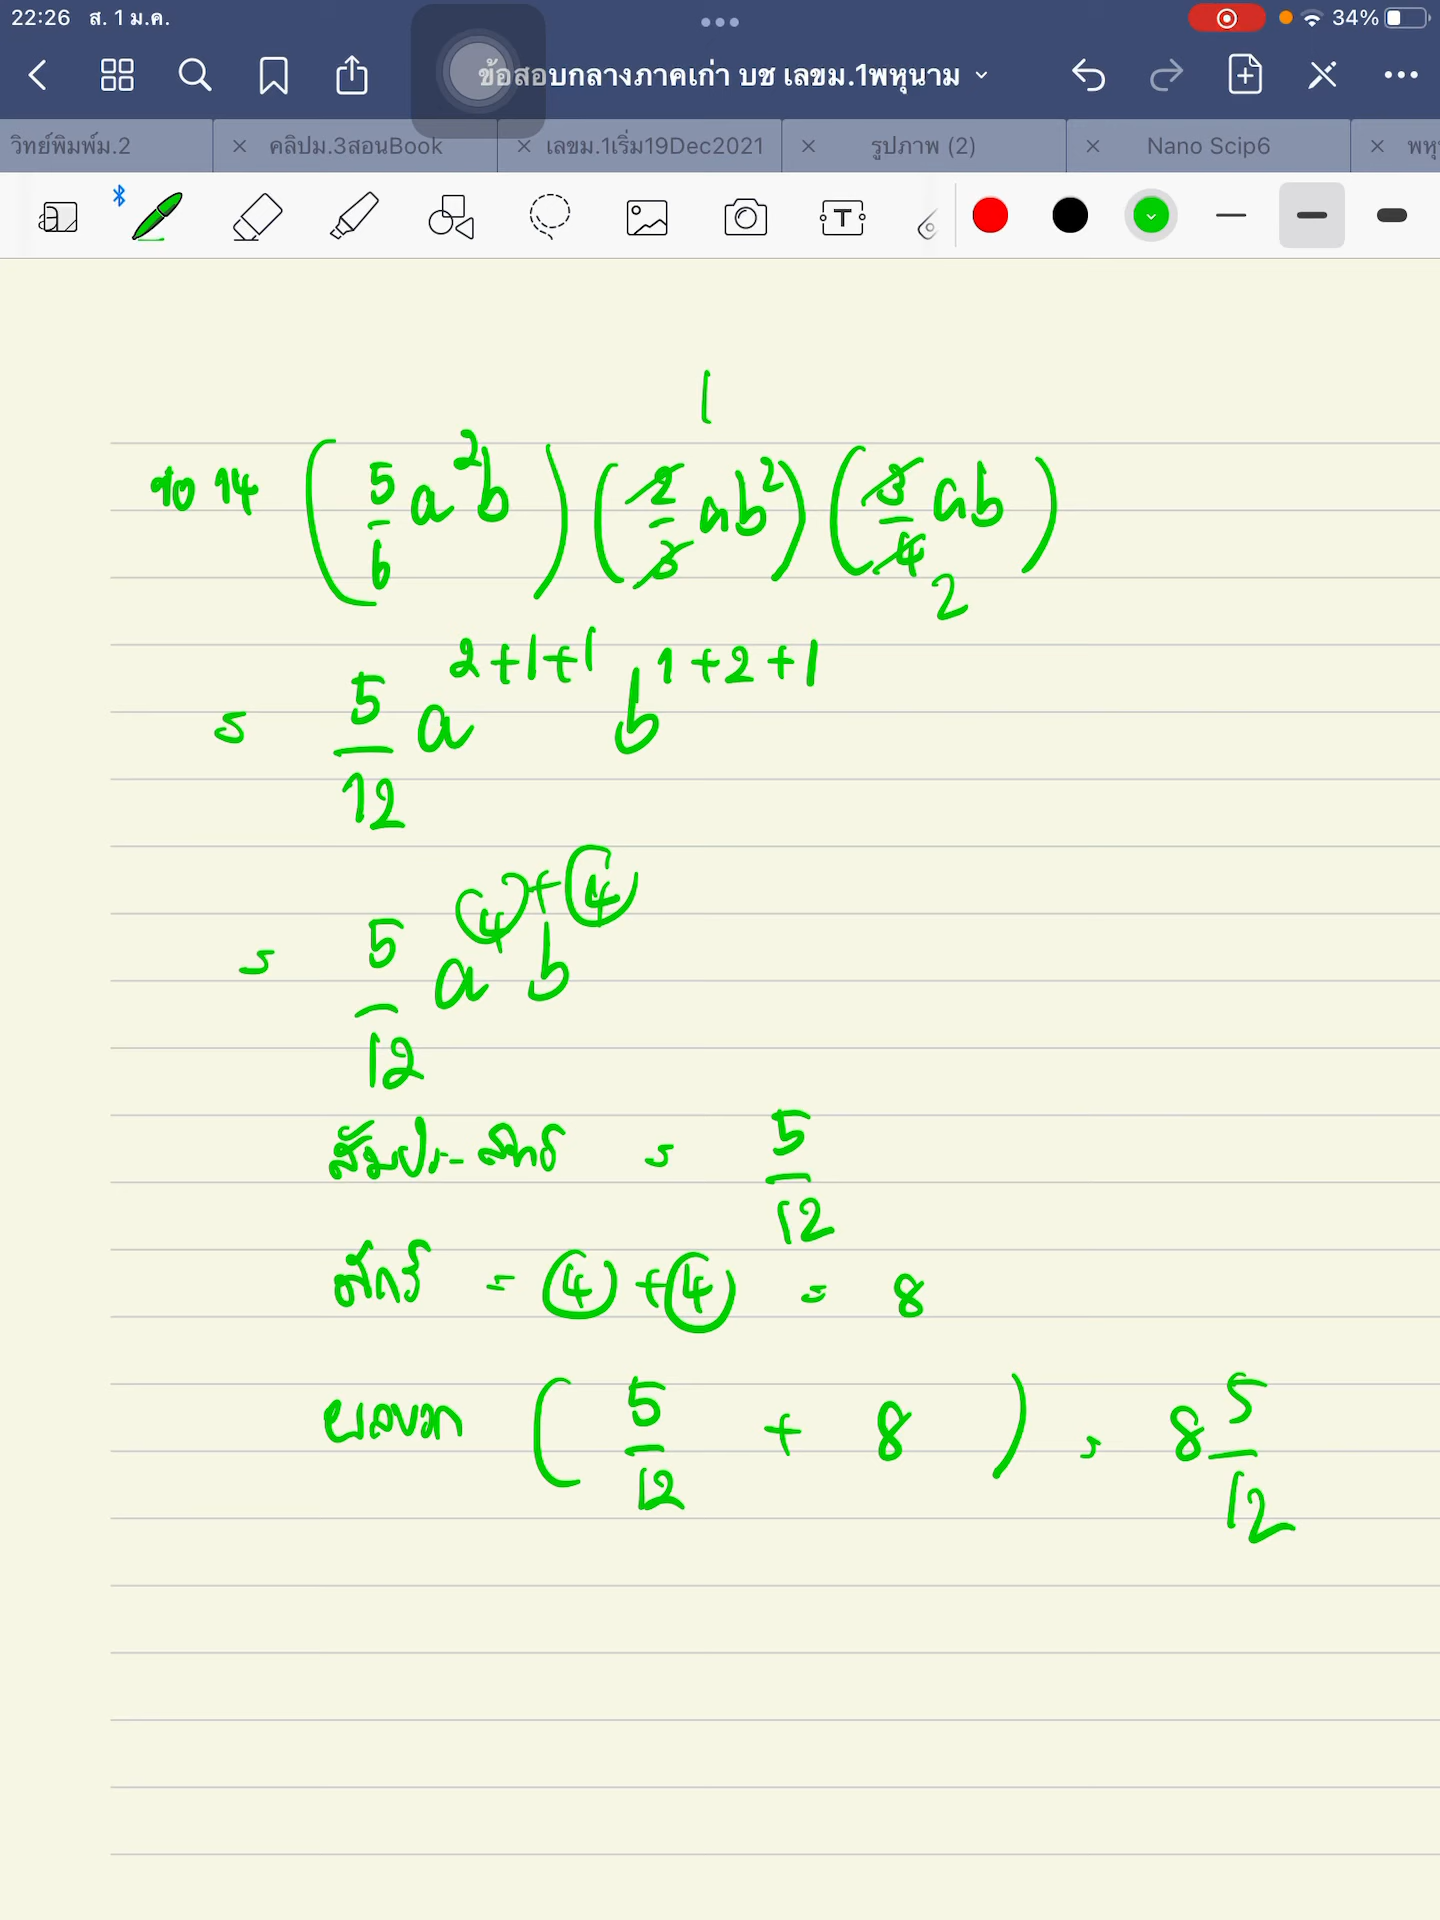 22:26 ส. 1 ม.ค. 34%
ข้อสอบกลางภาคเก่า บช เลขม.1พหุนาม
วิทย์พิมพ์ม.2 × คลิปม.3สอนBook × เลขม.1เริ่ม19Dec2021 × รูปภาพ (2) × Nano Scip6 × พหุ
1
ข้อ 14 (5/6 a²b) (2/3 ab²) (3/4 ab)
2
= 5/12 a^2+1+1 b^1+2+1
= 5/12 a^4 + b^4
สัมประสิทธิ์ = 5/12
ดีกรี = 4 + 4 = 8
ผลบวก ( 5/12 + 8 ) = 8 5/12